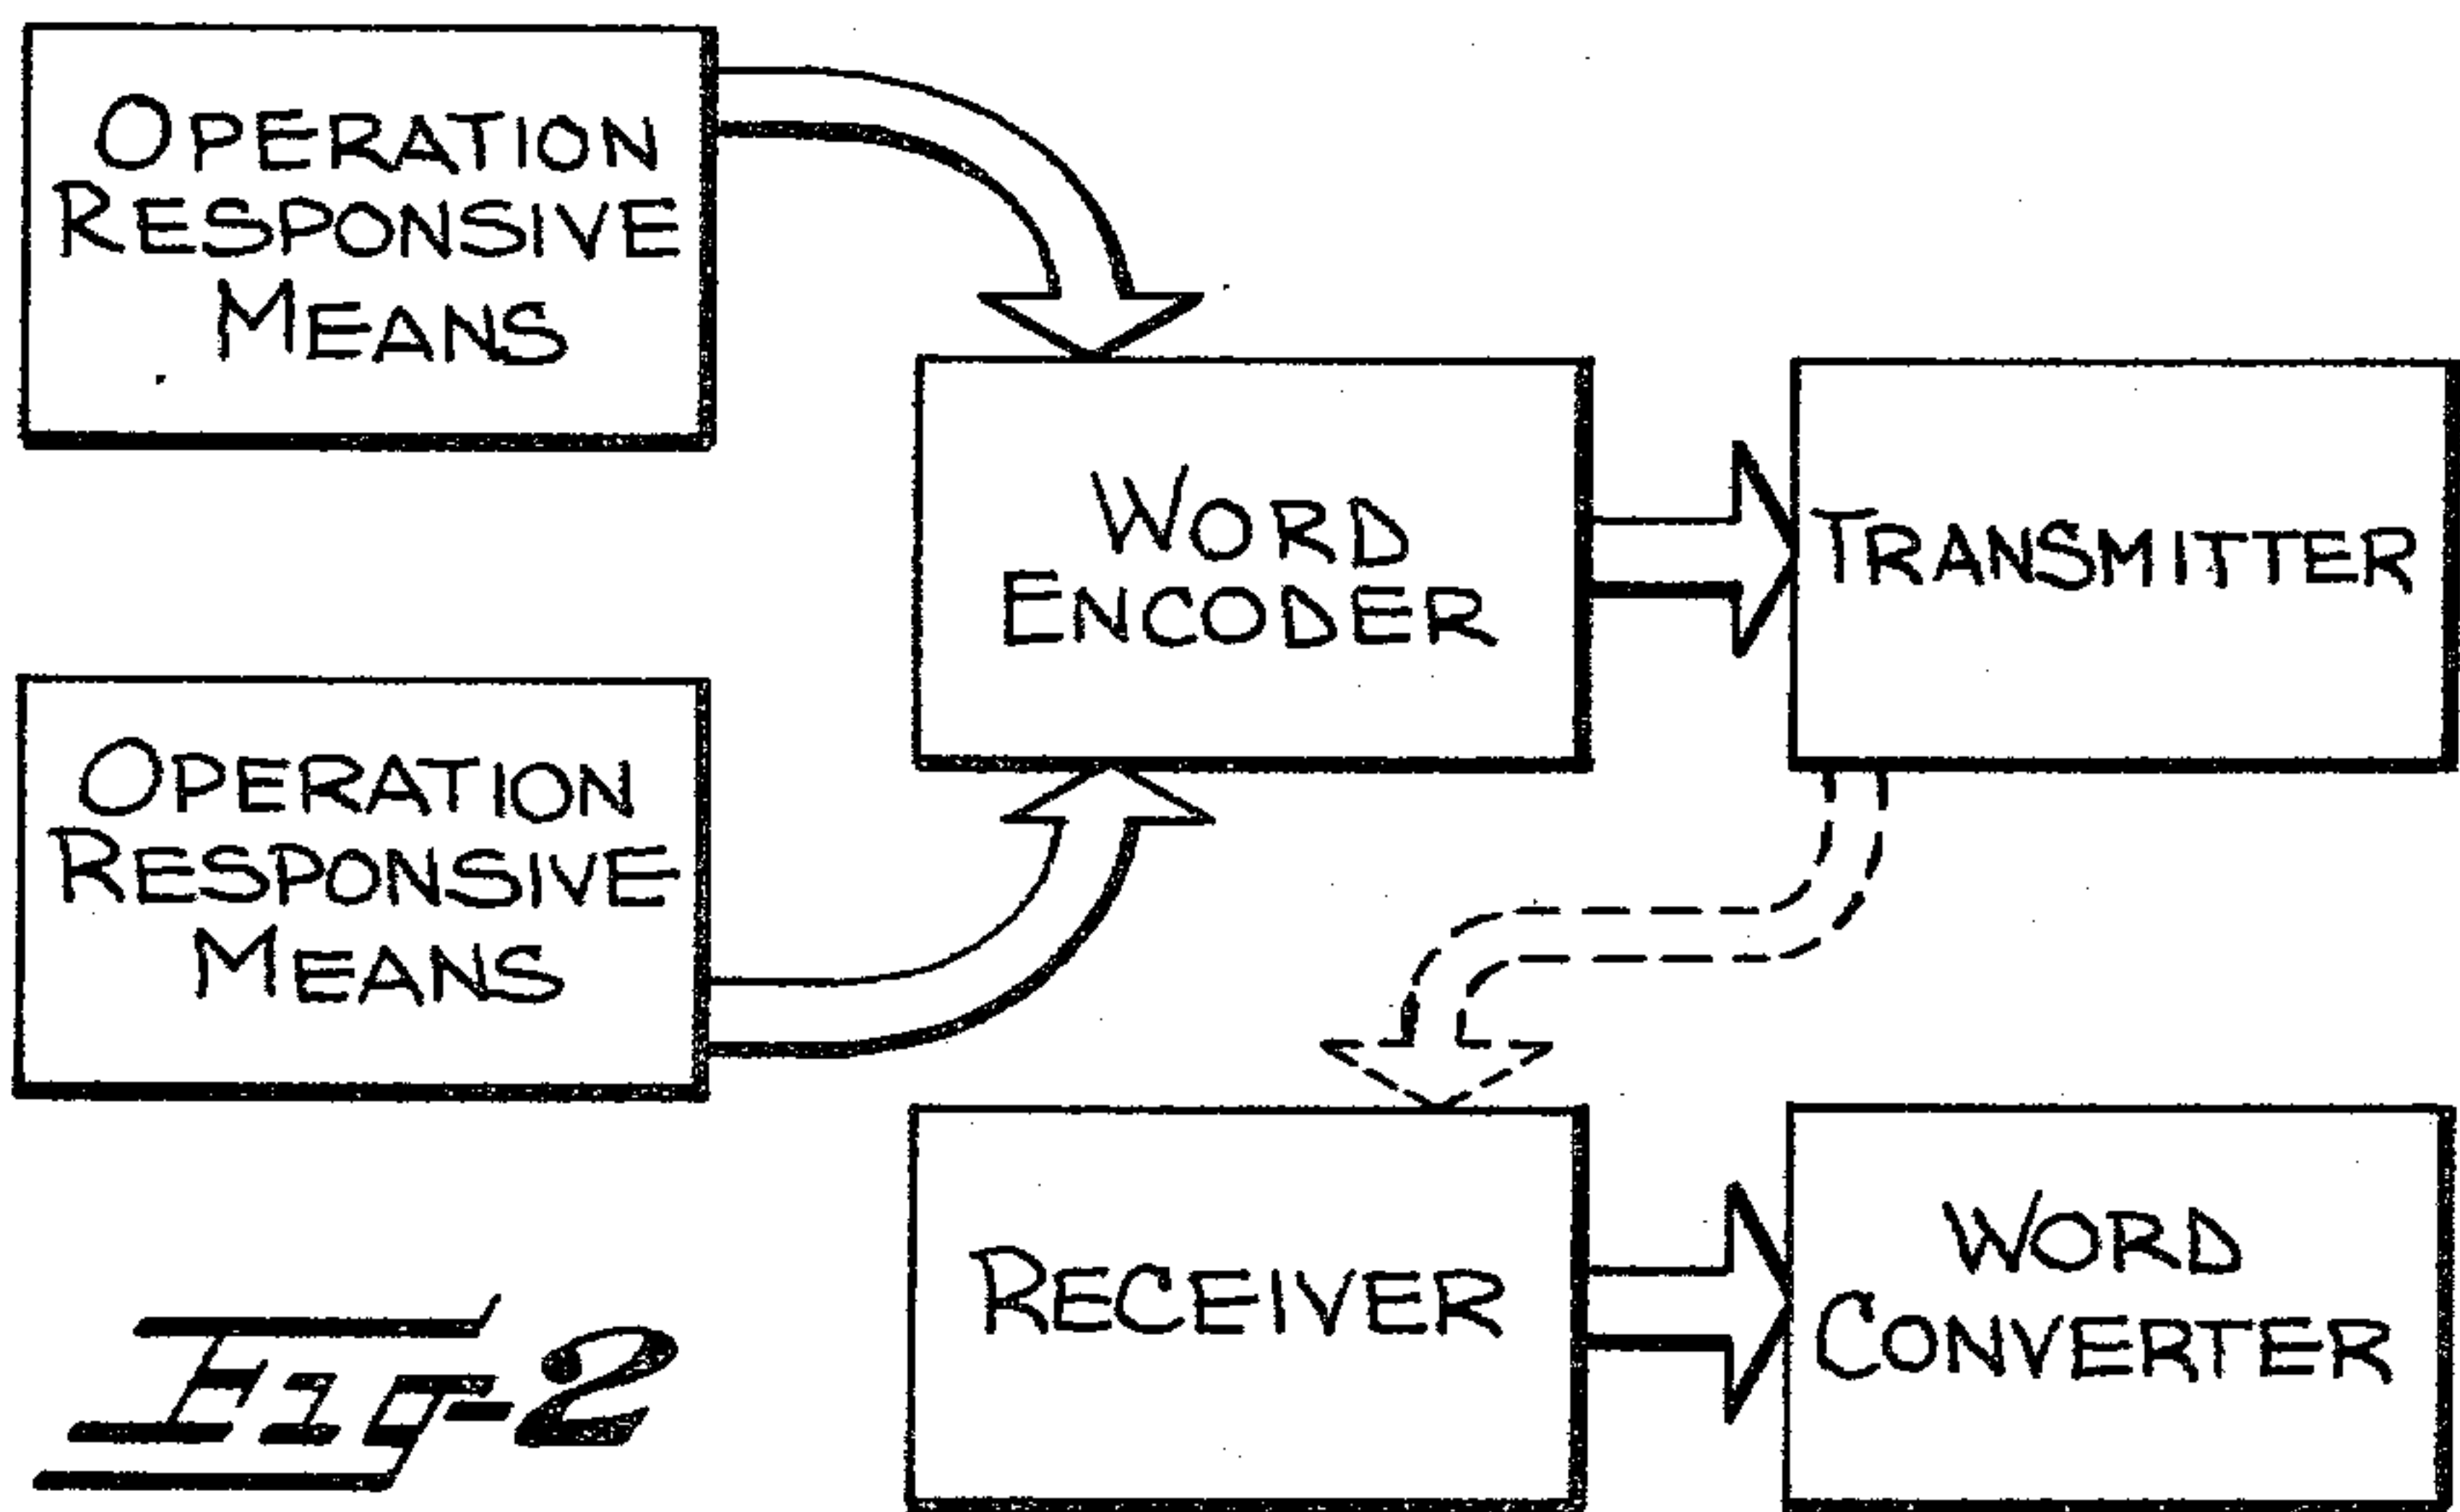 OPERATION
RESPONSIVE
MEANS
WORD
ENCODER
TRANSMITTER
OPERATION
RESPONSIVE
MEANS
RECEIVER
WORD
CONVERTER
Fig-2